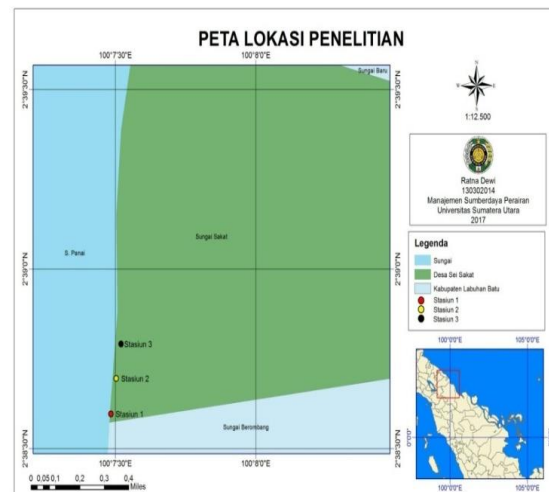 PETA LOKASI PENELITIAN
100°7'30"E 100°8'0"E
Sungai Baru
2°39'30"N 2°39'30"N
S. Panai
Sungai Sakat
2°39'0"N 2°39'0"N
Stasiun 3
Stasiun 2
Stasiun 1
Sungai Berombang
2°38'30"N 2°38'30"N
100°7'30"E 100°8'0"E
0 0,05 0,1 0,2 0,3 0,4
Miles
1:12.500
Ratna Dewi
130302014
Manajemen Sumberdaya Perairan
Universitas Sumatera Utara
2017
Legenda
Sungai
Desa Sei Sakat
Kabupaten Labuhan Batu
Stasiun 1
Stasiun 2
Stasiun 3
100°0'0"E 105°0'0"E
0°0'0"
100°0'0"E 105°0'0"E